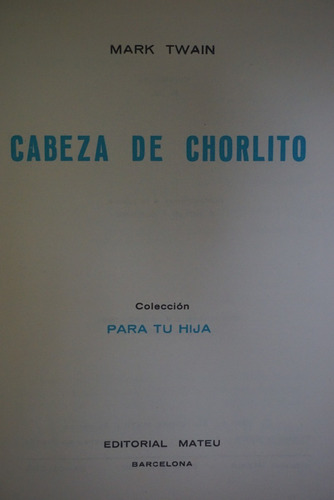 MARK TWAIN
CABEZA DE CHORLITO
Colección
PARA TU HIJA
EDITORIAL MATEU
BARCELONA